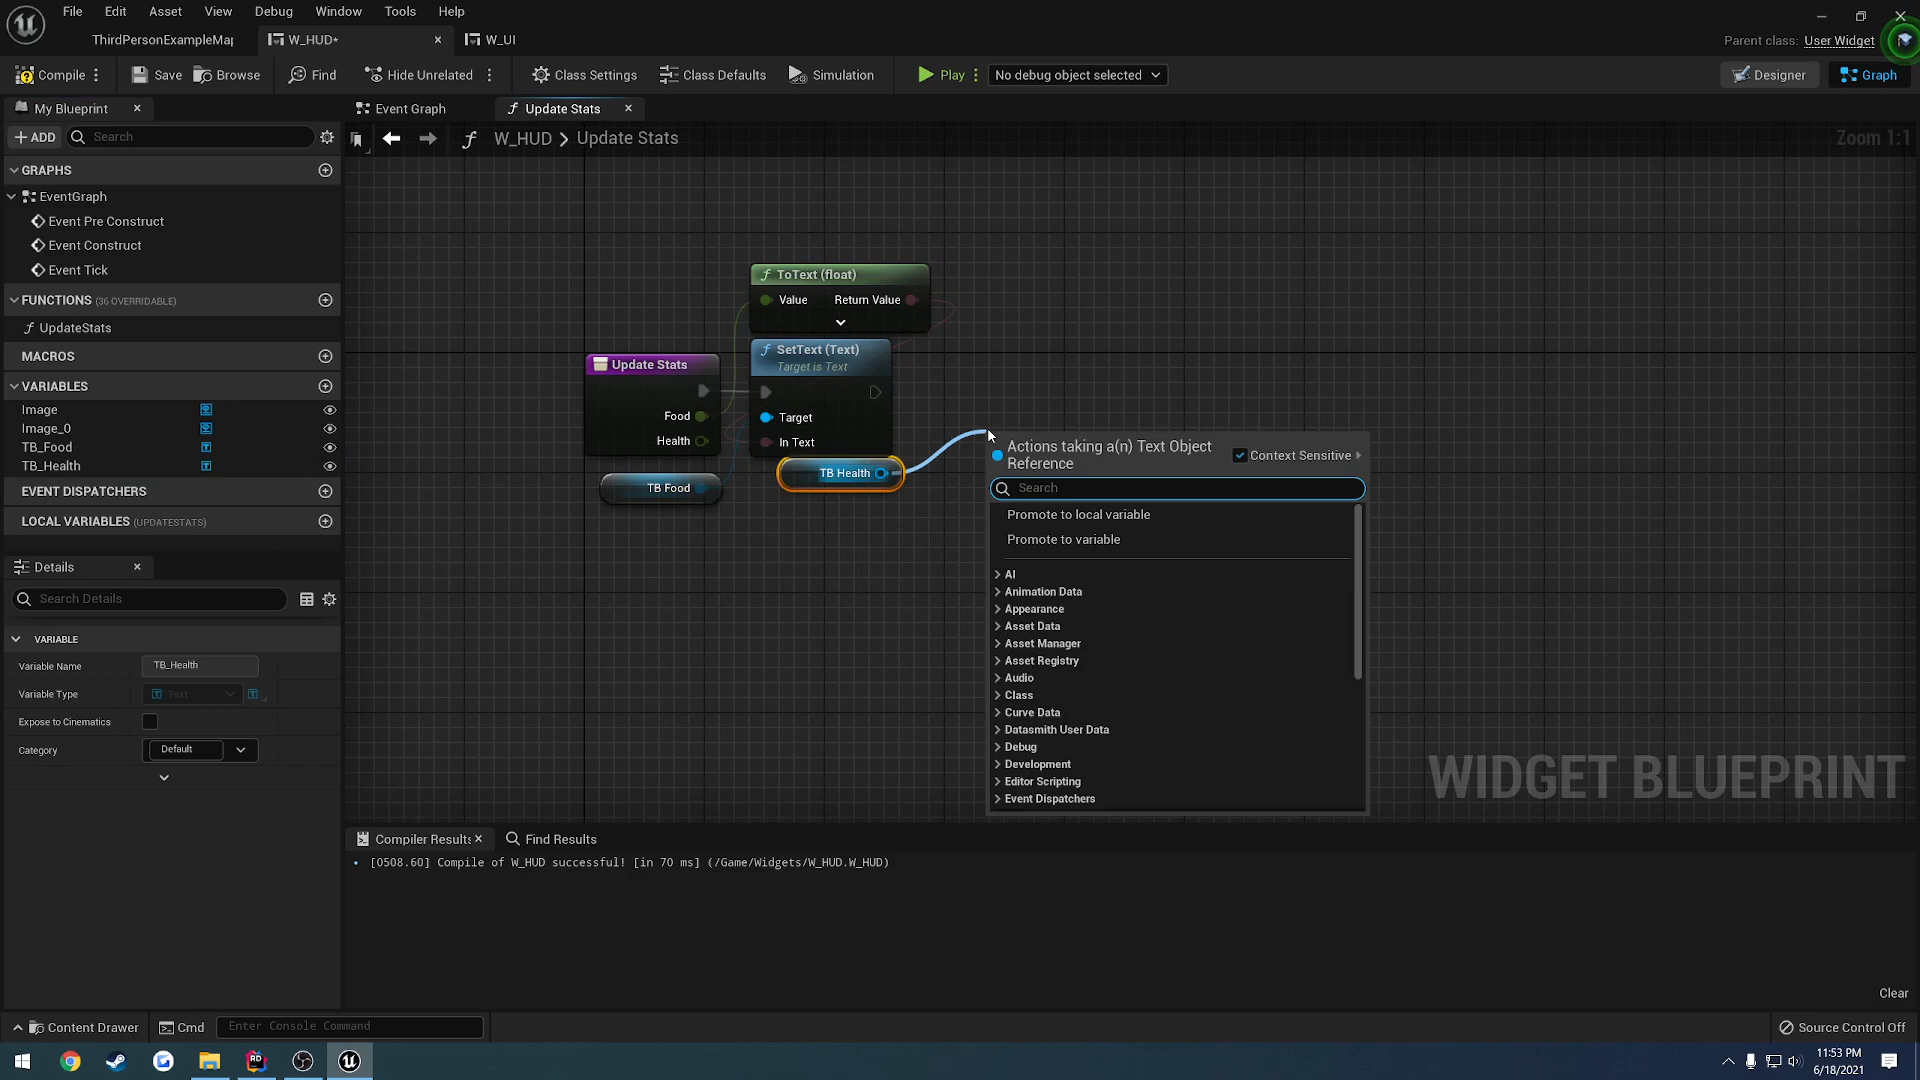 File Edit Asset View Debug Window Tools Help
ThirdPersonExampleMap W_HUD* W_UI
Parent class: User Widget
Compile Save Browse Find Hide Unrelated Class Settings Class Defaults Simulation Play No debug object selected Designer Graph
My Blueprint Event Graph Update Stats
ADD Search W_HUD Update Stats Zoom 1:1
GRAPHS
EventGraph
Event Pre Construct
Event Construct
Event Tick
FUNCTIONS (36 OVERRIDABLE)
UpdateStats
MACROS
VARIABLES
Image
Image_0
TB_Food
TB_Health
EVENT DISPATCHERS
LOCAL VARIABLES (UPDATESTATS)
Details
Search Details
VARIABLE
Variable Name TB_Health
Variable Type Text
Expose to Cinematics
Category Default
ToText (float)
Value Return Value
SetText (Text)
Target is Text
Target
In Text
Update Stats
Food
Health
TB Food
TB Health
Actions taking a(n) Text Object
Reference
Context Sensitive
Search
Promote to local variable
Promote to variable
AI
Animation Data
Appearance
Asset Data
Asset Manager
Asset Registry
Audio
Class
Curve Data
Datasmith User Data
Debug
Development
Editor Scripting
Event Dispatchers
WIDGET BLUEPRINT
Compiler Results Find Results
[0508.60] Compile of W_HUD successful! [in 70 ms] (/Game/Widgets/W_HUD.W_HUD)
Clear
Content Drawer Cmd Enter Console Command Source Control Off
11:53 PM
6/18/2021